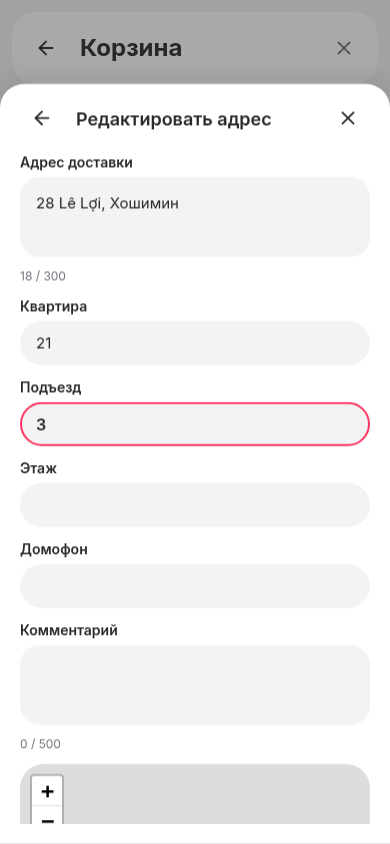 Корзина
Редактировать адрес
Адрес доставки
28 Lê Lợi, Хошимин
18 / 300
Квартира
21
Подъезд
3
Этаж
Домофон
Комментарий
0 / 500
+
−